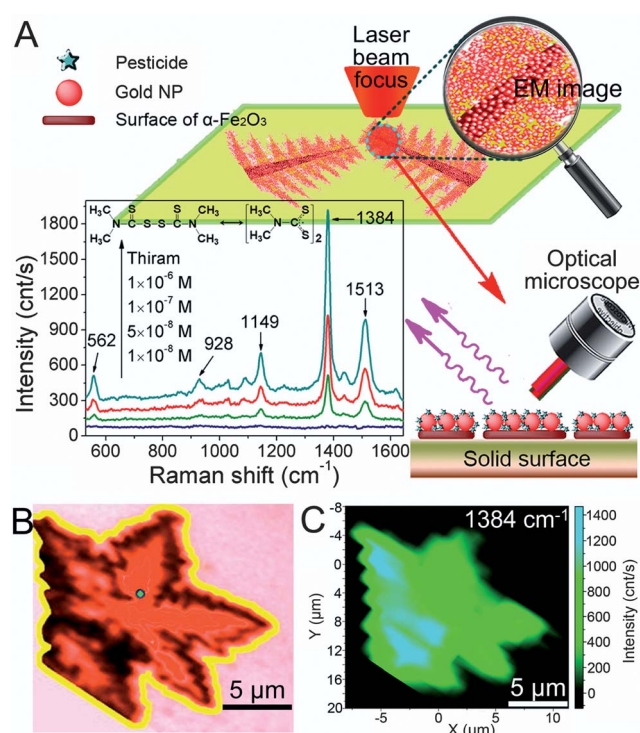 A
Pesticide
Gold NP
Surface of α-Fe₂O₃
Laser
beam
focus
EM image
Optical
microscope
Solid surface
Intensity (cnt/s)
1800
1500
1200
900
600
300
0
600
800
1000
1200
1400
1600
Raman shift (cm⁻¹)
H₃C
H₃C
N
C
S
S
S
C
S
N
CH₃
CH₃
H₃C
H₃C
N
C
S
S
2
Thiram
1×10⁻⁶ M
1×10⁻⁷ M
5×10⁻⁸ M
1×10⁻⁸ M
562
928
1149
1384
1513
B
5 µm
C
1384 cm⁻¹
Y (µm)
-8
-4
0
4
8
12
16
20
-5
0
5
10
X (µm)
5 µm
1400
1200
1000
800
600
400
200
0
Intensity (cnt/s)